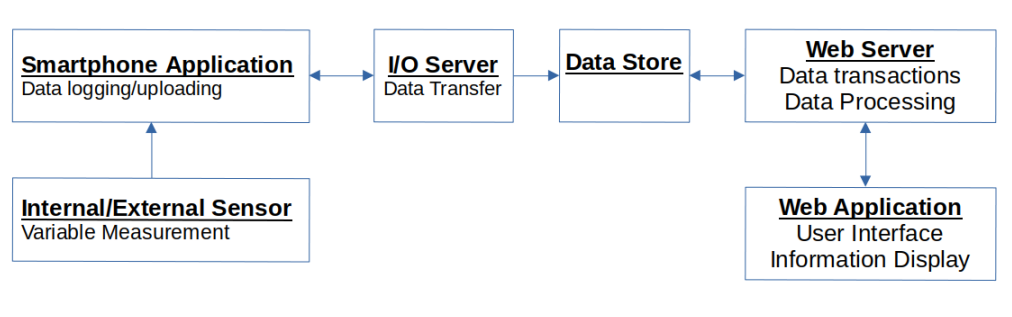 Smartphone Application
Data logging/uploading
I/O Server
Data Transfer
Data Store
Web Server
Data transactions
Data Processing
Internal/External Sensor
Variable Measurement
Web Application
User Interface
Information Display